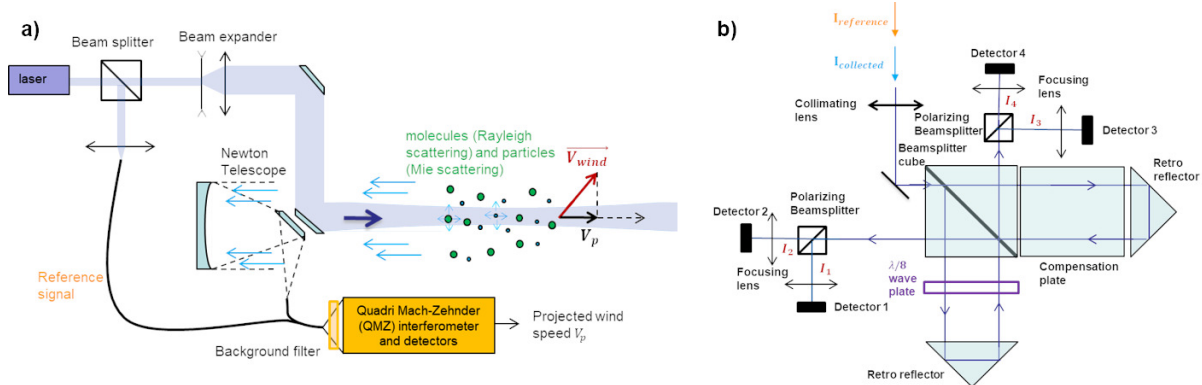 a)
Beam splitter
Beam expander
laser
molecules (Rayleigh
scattering) and particles
(Mie scattering)
V_wind
V_p
Newton
Telescope
Reference
signal
Quadri Mach-Zehnder
(QMZ) interferometer
and detectors
Projected wind
speed V_p
Background filter
b)
I_reference
I_collected
Detector 4
Focusing
lens
Collimating
lens
I_4
I_3
Polarizing
Beamsplitter
Detector 3
Beamsplitter
cube
Retro
reflector
Detector 2
Polarizing
Beamsplitter
I_2
I_1
Focusing
lens
Detector 1
λ/8
wave
plate
Compensation
plate
Retro reflector